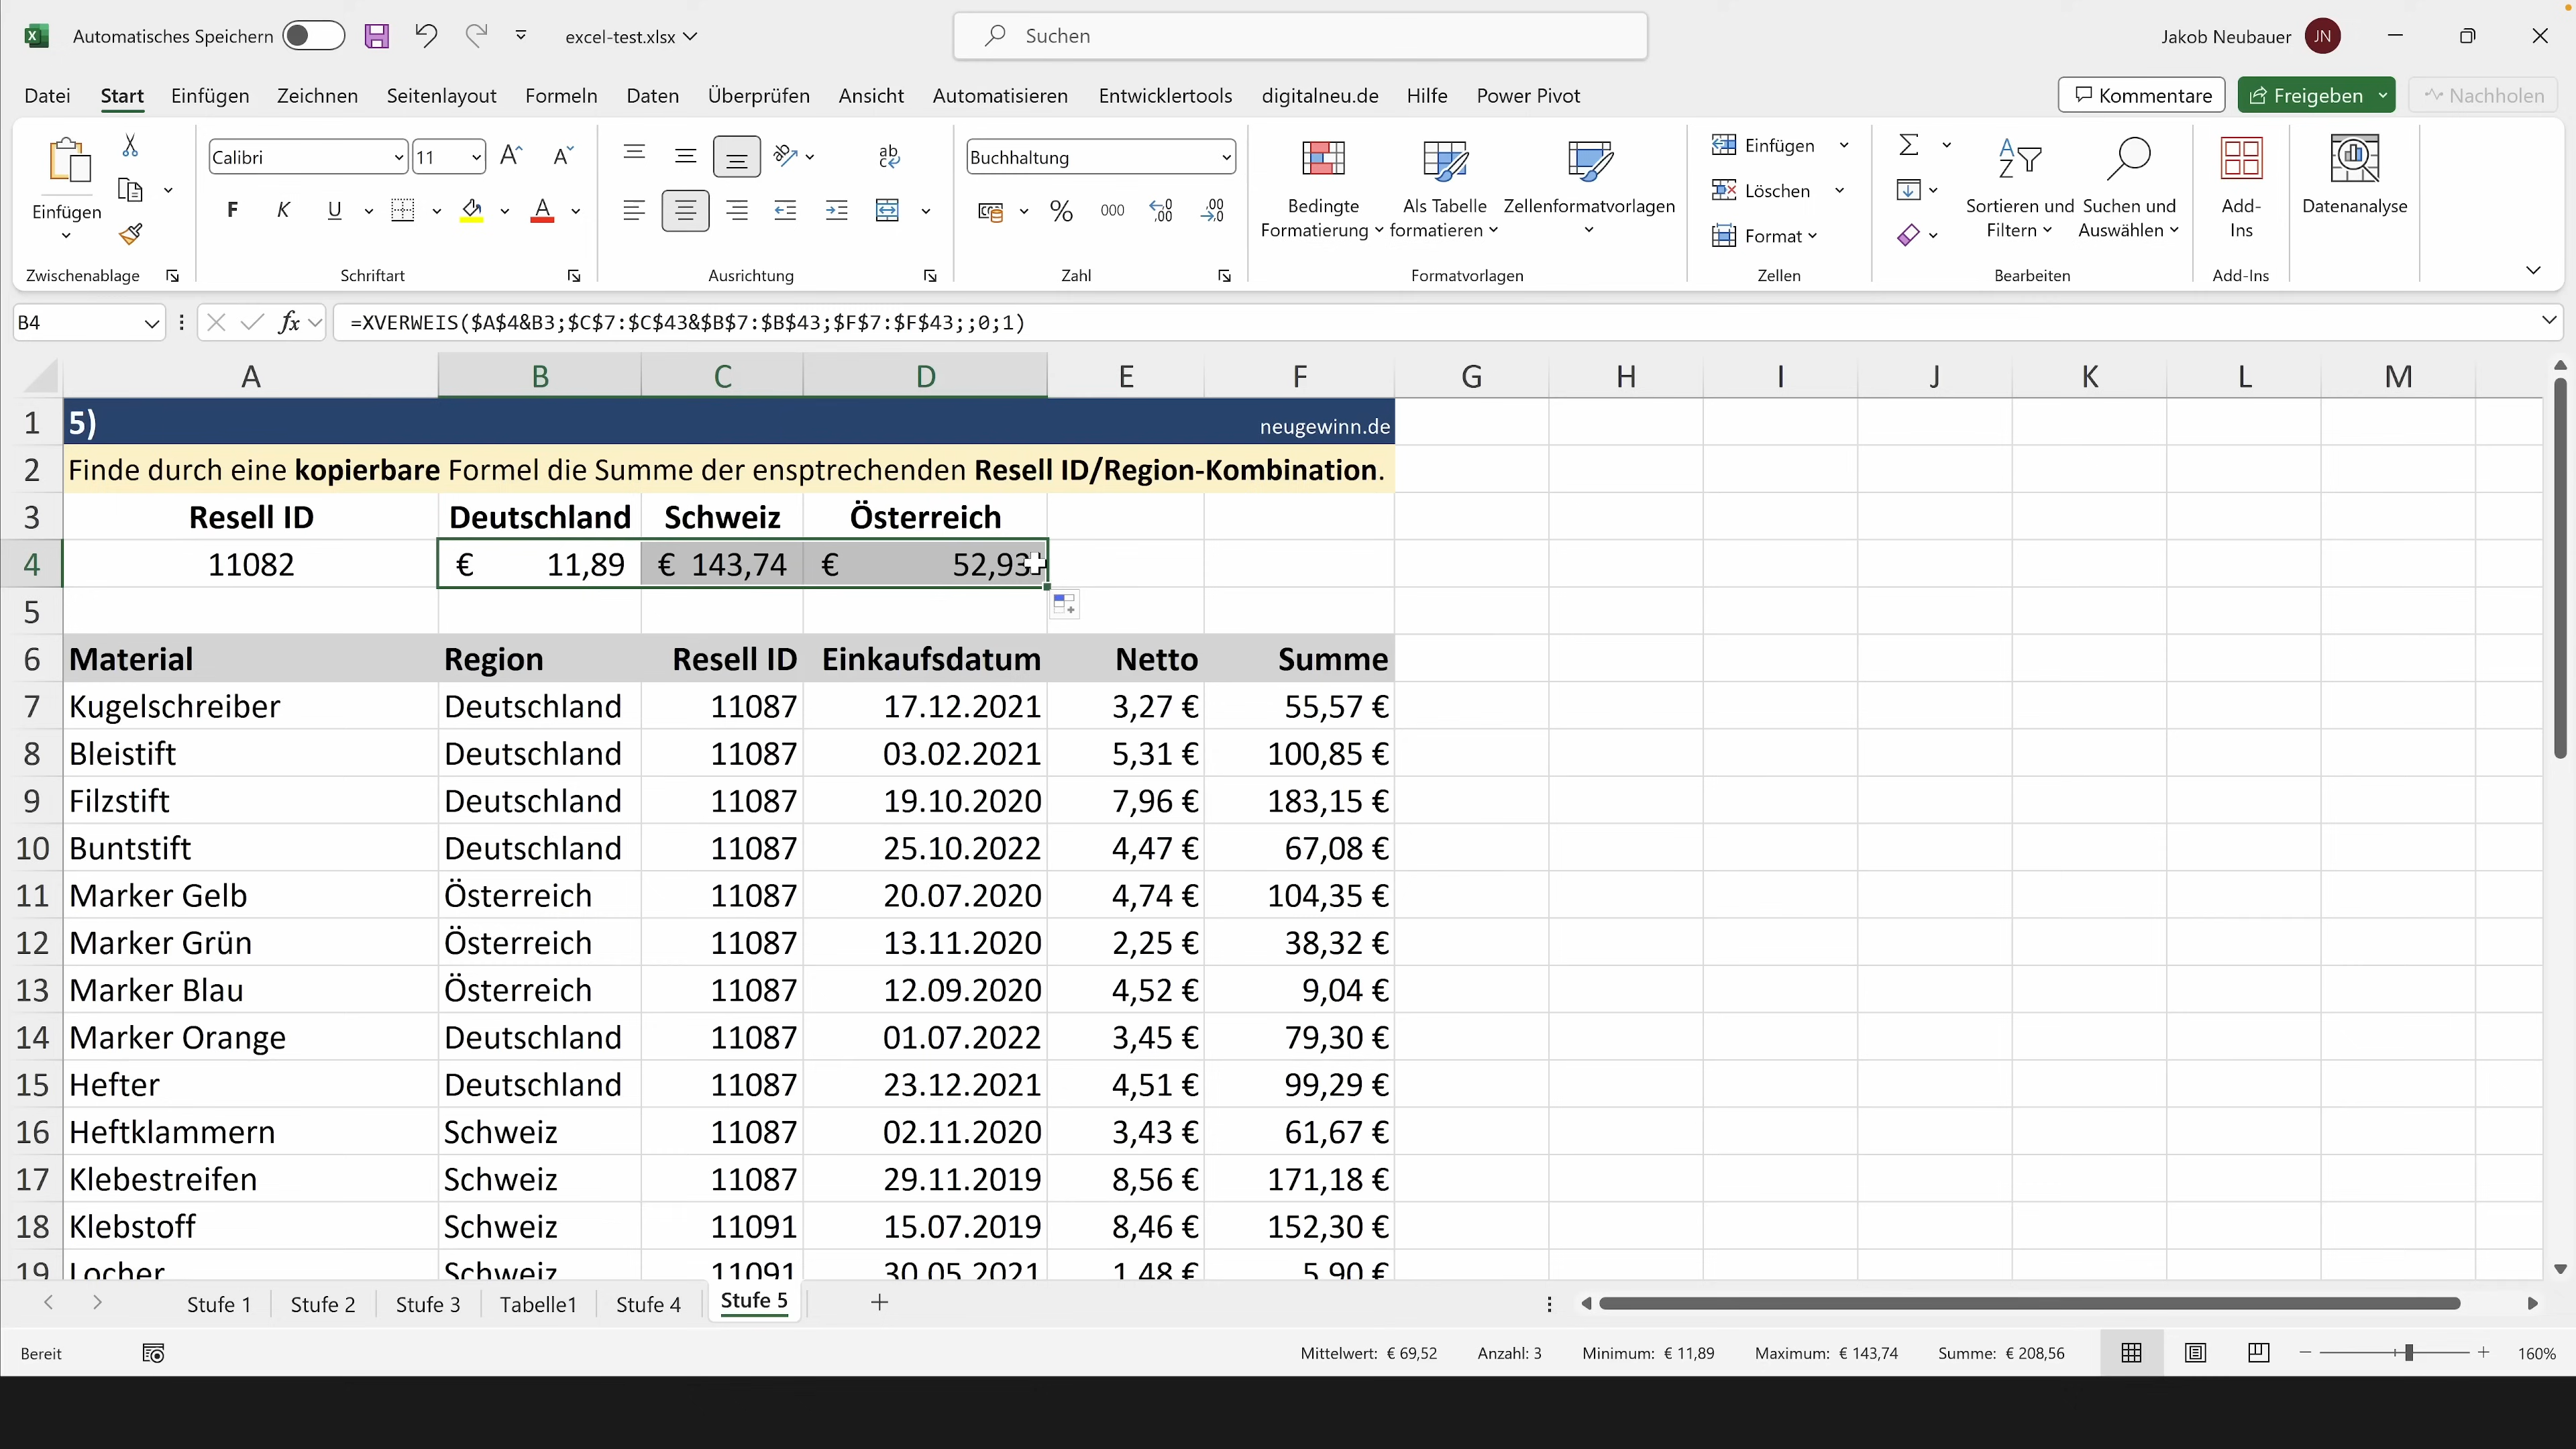 Automatisches Speichern
excel-test.xlsx
Suchen
Jakob Neubauer
JN
Datei Start Einfügen Zeichnen Seitenlayout Formeln Daten Überprüfen Ansicht Automatisieren Entwicklertools digitalneu.de Hilfe Power Pivot
Kommentare
Freigeben
Nachholen
Einfügen
Zwischenablage
Calibri
11
F K U
Schriftart
Ausrichtung
Buchhaltung
% 000
Zahl
Bedingte Formatierung
Als Tabelle formatieren
Zellenformatvorlagen
Formatvorlagen
Einfügen
Löschen
Format
Zellen
Sortieren und Filtern
Suchen und Auswählen
Bearbeiten
Add-Ins
Add-Ins
Datenanalyse
B4
=XVERWEIS($A$4&B3;$C$7:$C$43&$B$7:$B$43;$F$7:$F$43;;0;1)
A B C D E F G H I J K L M
1 5) neugewinn.de
2 Finde durch eine kopierbare Formel die Summe der ensptrechenden Resell ID/Region-Kombination.
3 Resell ID Deutschland Schweiz Österreich
4 11082 € 11,89 € 143,74 € 52,93
5
6 Material Region Resell ID Einkaufsdatum Netto Summe
7 Kugelschreiber Deutschland 11087 17.12.2021 3,27 € 55,57 €
8 Bleistift Deutschland 11087 03.02.2021 5,31 € 100,85 €
9 Filzstift Deutschland 11087 19.10.2020 7,96 € 183,15 €
10 Buntstift Deutschland 11087 25.10.2022 4,47 € 67,08 €
11 Marker Gelb Österreich 11087 20.07.2020 4,74 € 104,35 €
12 Marker Grün Österreich 11087 13.11.2020 2,25 € 38,32 €
13 Marker Blau Österreich 11087 12.09.2020 4,52 € 9,04 €
14 Marker Orange Deutschland 11087 01.07.2022 3,45 € 79,30 €
15 Hefter Deutschland 11087 23.12.2021 4,51 € 99,29 €
16 Heftklammern Schweiz 11087 02.11.2020 3,43 € 61,67 €
17 Klebestreifen Schweiz 11087 29.11.2019 8,56 € 171,18 €
18 Klebstoff Schweiz 11091 15.07.2019 8,46 € 152,30 €
19 Locher Schweiz 11091 30.05.2021 1,48 € 5,90 €
Stufe 1 Stufe 2 Stufe 3 Tabelle1 Stufe 4 Stufe 5
Bereit
Mittelwert: € 69,52 Anzahl: 3 Minimum: € 11,89 Maximum: € 143,74 Summe: € 208,56
160%